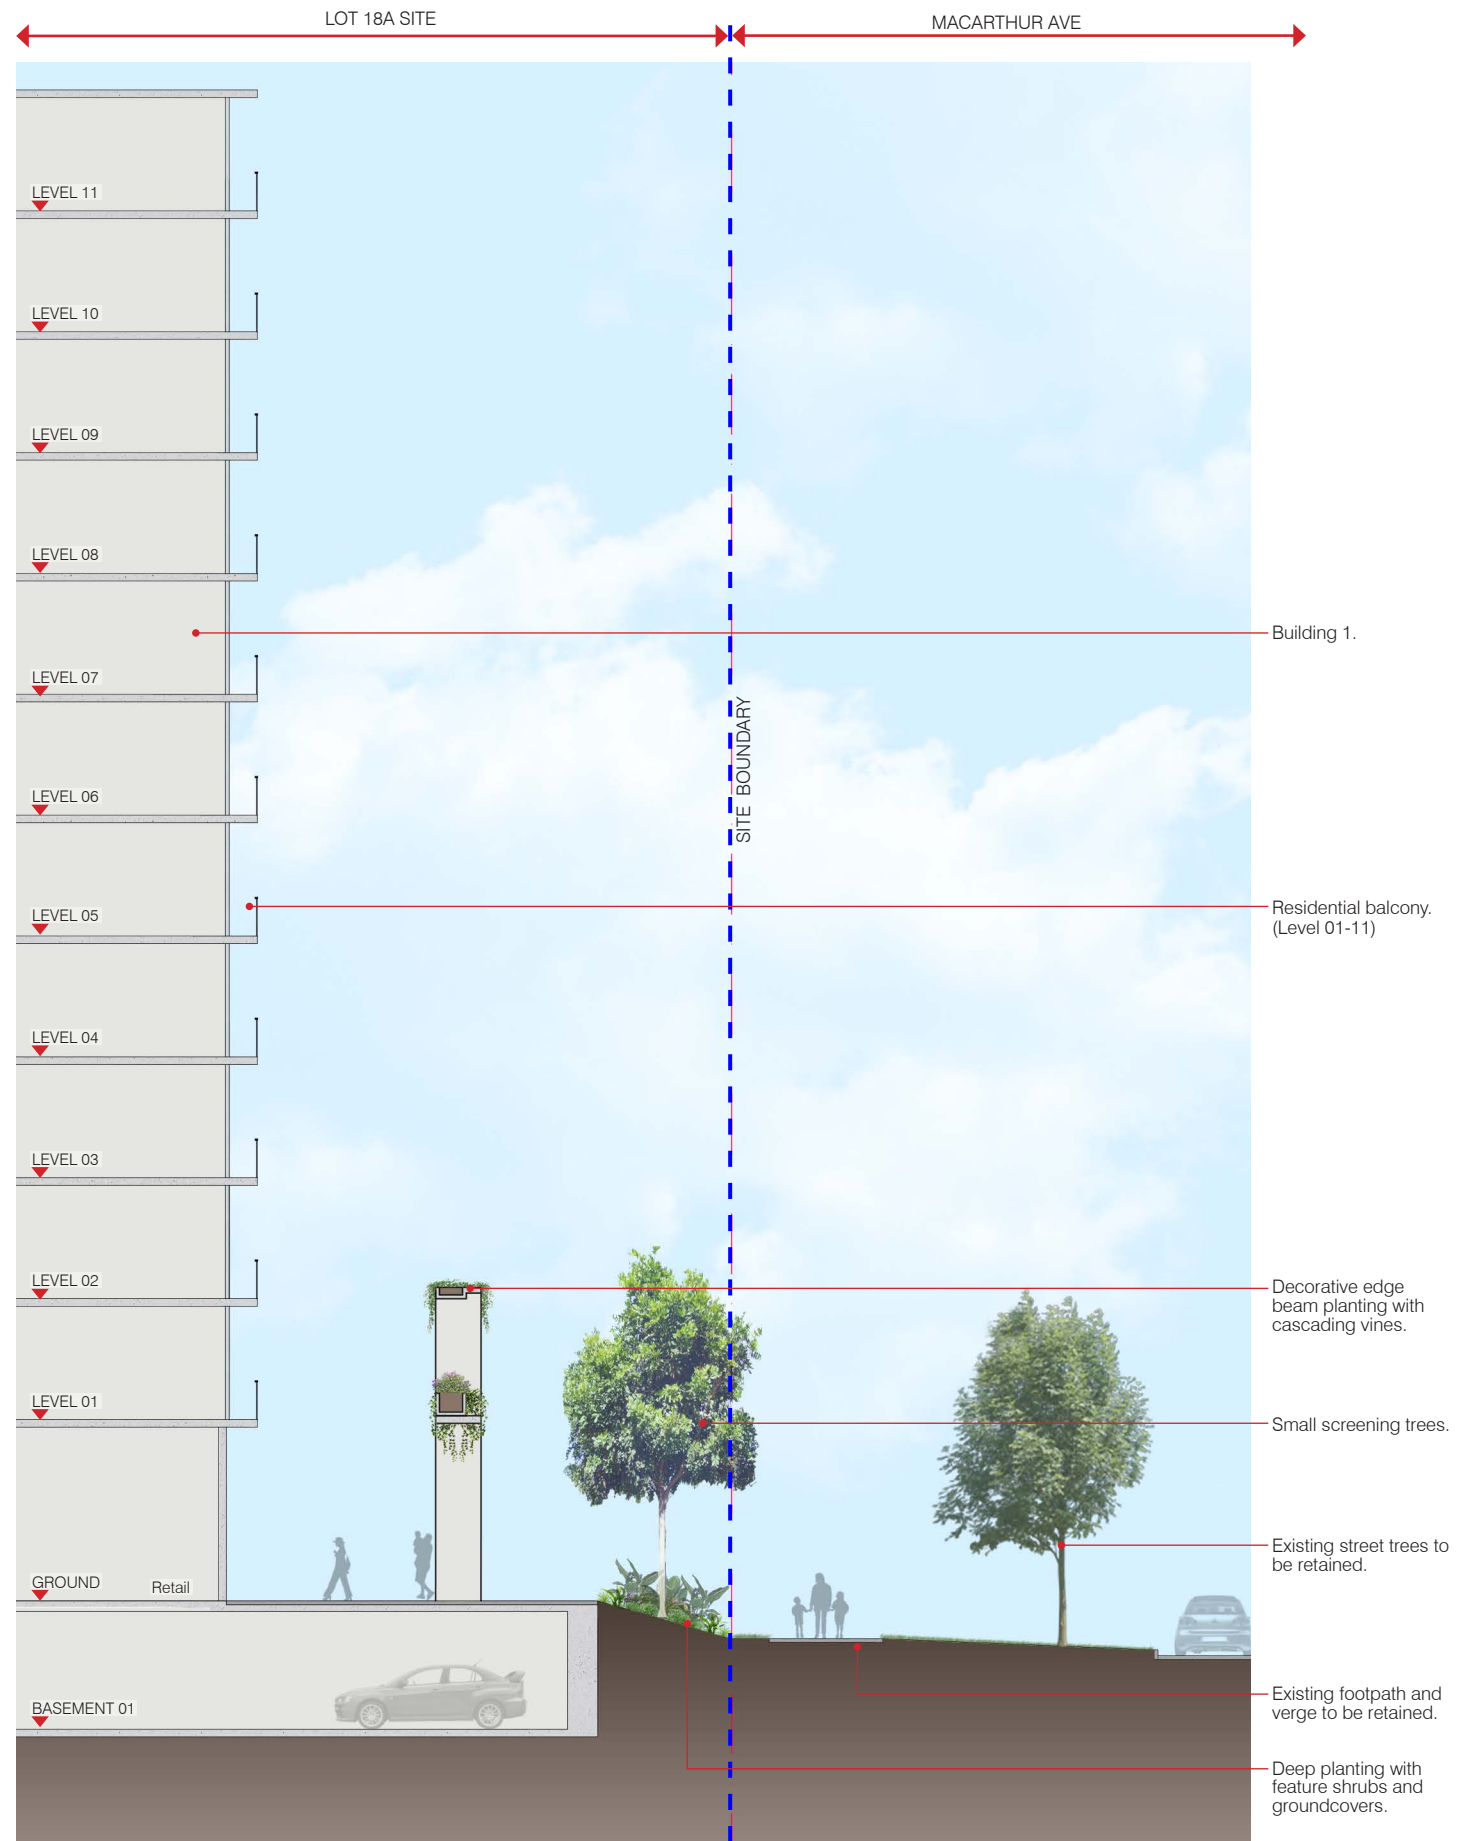 LOT 18A SITE
MACARTHUR AVE
LEVEL 11
LEVEL 10
LEVEL 09
LEVEL 08
Building 1.
LEVEL 07
SITE BOUNDARY
LEVEL 06
LEVEL 05
Residential balcony.
(Level 01-11)
LEVEL 04
LEVEL 03
LEVEL 02
Decorative edge
beam planting with
cascading vines.
LEVEL 01
Small screening trees.
Existing street trees to
be retained.
GROUND
Retail
BASEMENT 01
Existing footpath and
verge to be retained.
Deep planting with
feature shrubs and
groundcovers.